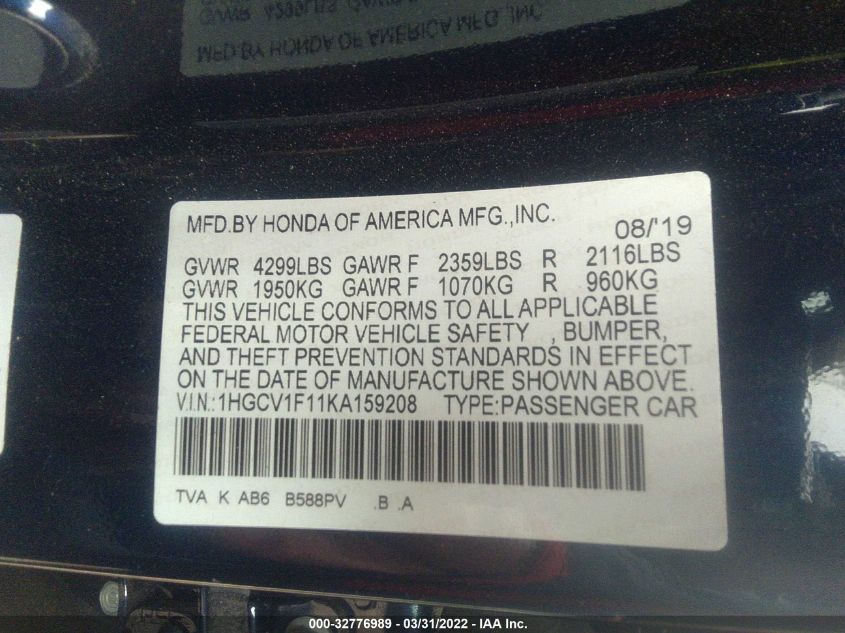 MFD.BY HONDA OF AMERICA MFG.,INC.
08/'19
GVWR 4299LBS GAWR F 2359LBS R 2116LBS
GVWR 1950KG GAWR F 1070KG R 960KG
THIS VEHICLE CONFORMS TO ALL APPLICABLE
FEDERAL MOTOR VEHICLE SAFETY , BUMPER,
AND THEFT PREVENTION STANDARDS IN EFFECT
ON THE DATE OF MANUFACTURE SHOWN ABOVE.
V.I.N.:1HGCV1F11KA159208 TYPE:PASSENGER CAR
TVA K AB6 B588PV .B .A
000-32776989 - 03/31/2022 - IAA Inc.